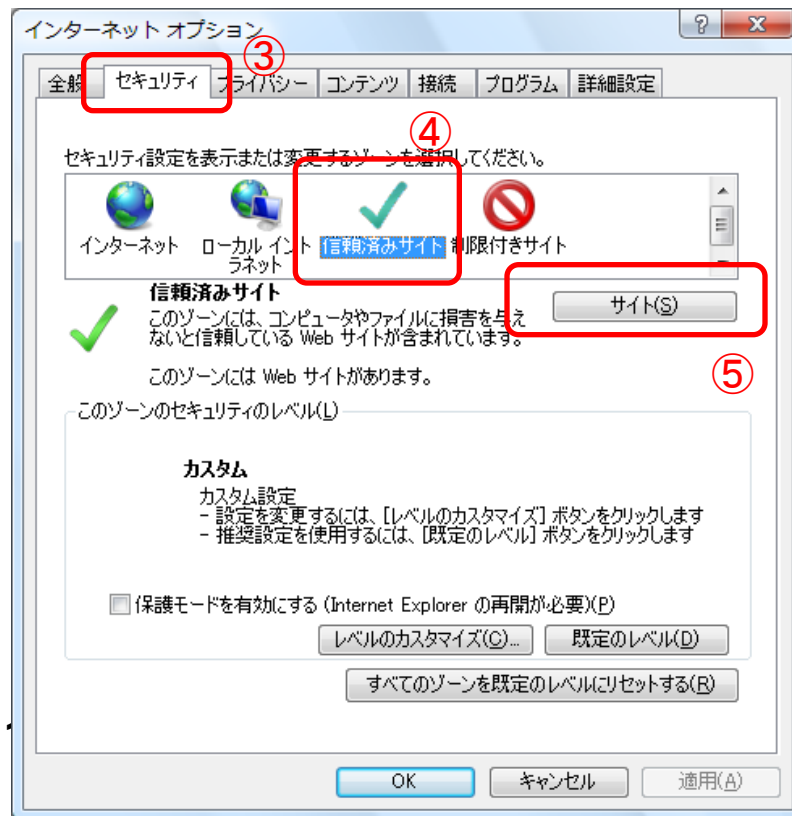 インターネット オプション
③
全般 セキュリティ プライバシー コンテンツ 接続 プログラム 詳細設定
④
セキュリティ設定を表示または変更するゾーンを選択してください。
インターネット ローカル イント 信頼済みサイト 制限付きサイト
ラネット
信頼済みサイト
サイト(S)
このゾーンには、コンピュータやファイルに損害を与え
ないと信頼している Web サイトが含まれています。
⑤
このゾーンには Web サイトがあります。
このゾーンのセキュリティのレベル(L)
カスタム
カスタム設定
- 設定を変更するには、[レベルのカスタマイズ] ボタンをクリックします
- 推奨設定を使用するには、[既定のレベル] ボタンをクリックします
保護モードを有効にする (Internet Explorer の再開が必要)(P)
レベルのカスタマイズ(C)... 既定のレベル(D)
すべてのゾーンを既定のレベルにリセットする(R)
OK キャンセル 適用(A)